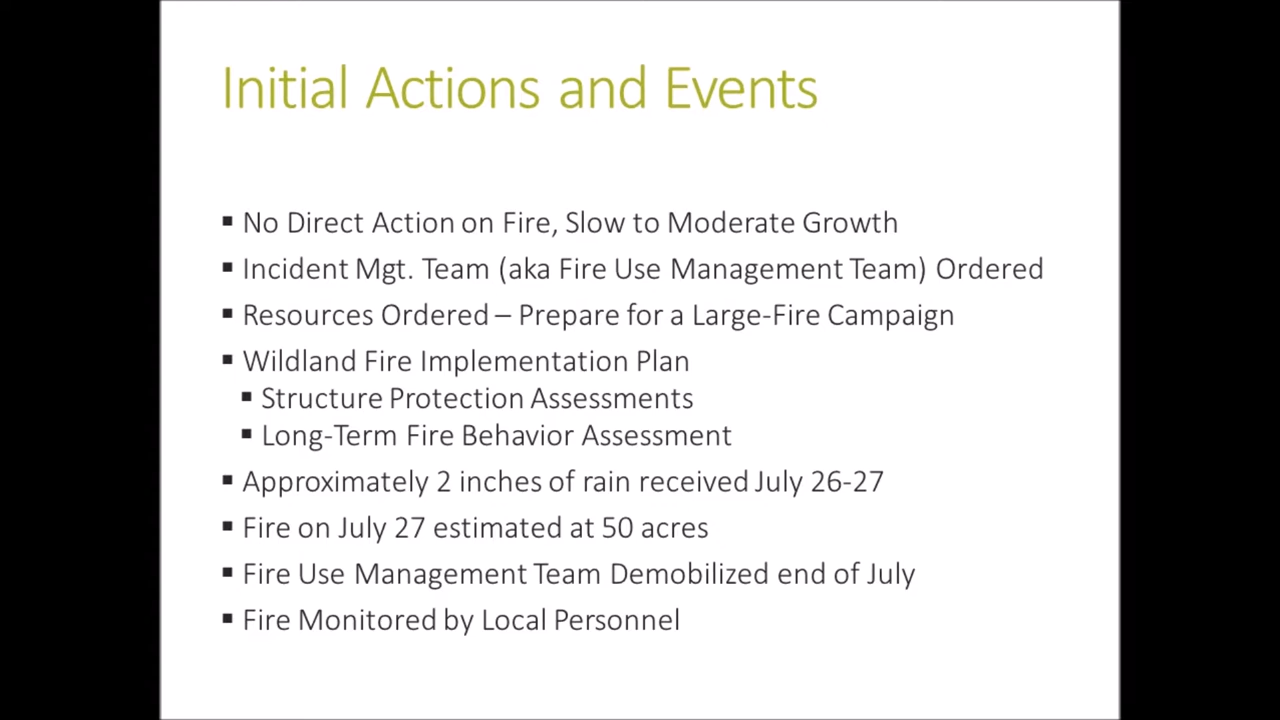 Initial Actions and Events
▪ No Direct Action on Fire, Slow to Moderate Growth
▪ Incident Mgt. Team (aka Fire Use Management Team) Ordered
▪ Resources Ordered – Prepare for a Large-Fire Campaign
▪ Wildland Fire Implementation Plan
▪ Structure Protection Assessments
▪ Long-Term Fire Behavior Assessment
▪ Approximately 2 inches of rain received July 26-27
▪ Fire on July 27 estimated at 50 acres
▪ Fire Use Management Team Demobilized end of July
▪ Fire Monitored by Local Personnel